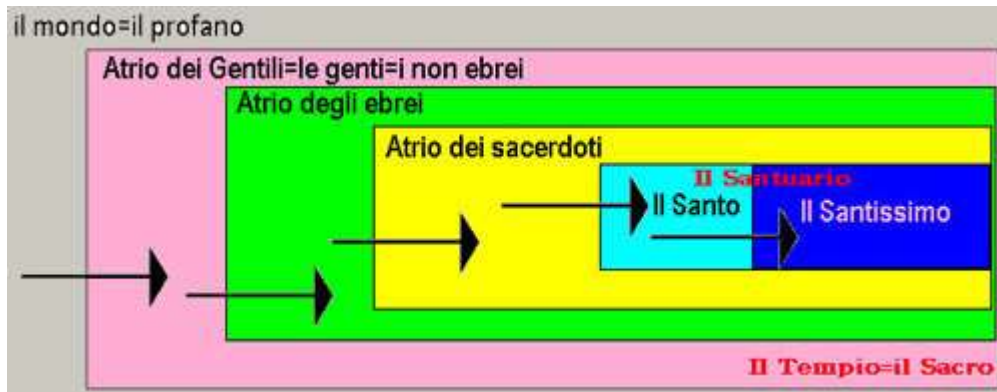 il mondo=il profano
Atrio dei Gentili=le genti=i non ebrei
Atrio degli ebrei
Atrio dei sacerdoti
Il Santuario
Il Santo
Il Santissimo
Il Tempio=il Sacro